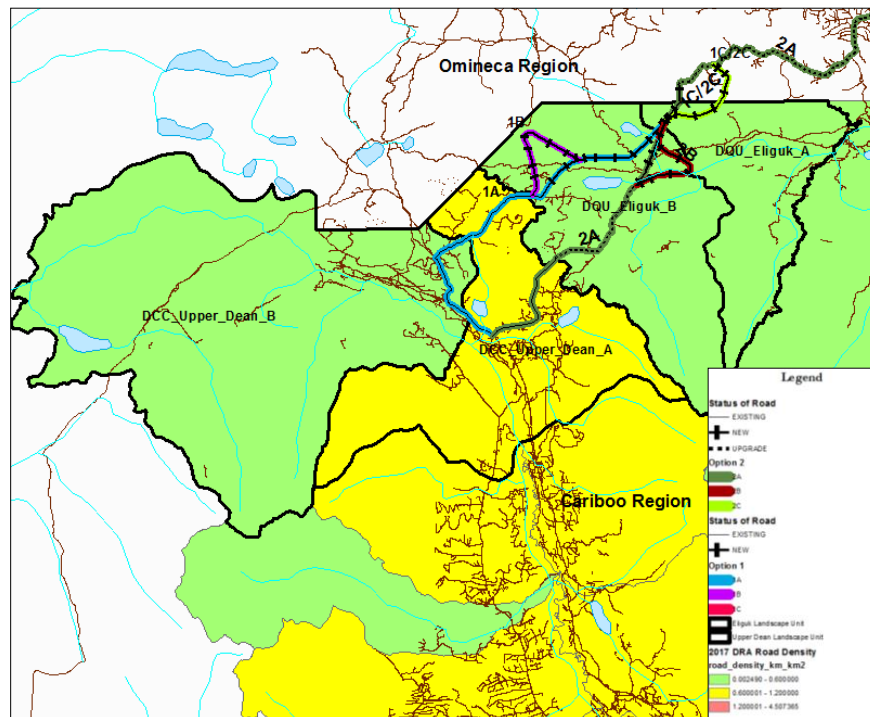 2A
1C/2C
Omineca Region
1C/2C
1B
2B
DQU_Eliguk_A
1A
DQU_Eliguk_B
2A
DCC_Upper_Dean_B
DCC_Upper_Dean_A
Cariboo Region
Legend
Status of Road
EXISTING
NEW
UPGRADE
Option 2
2A
2B
2C
Status of Road
EXISTING
NEW
Option 1
1A
1B
1C
Eliguk Landscape Unit
Upper Dean Landscape Unit
2017 DRA Road Density
road_density_km_km2
0.002490 - 0.600000
0.600001 - 1.200000
1.200001 - 4.507365